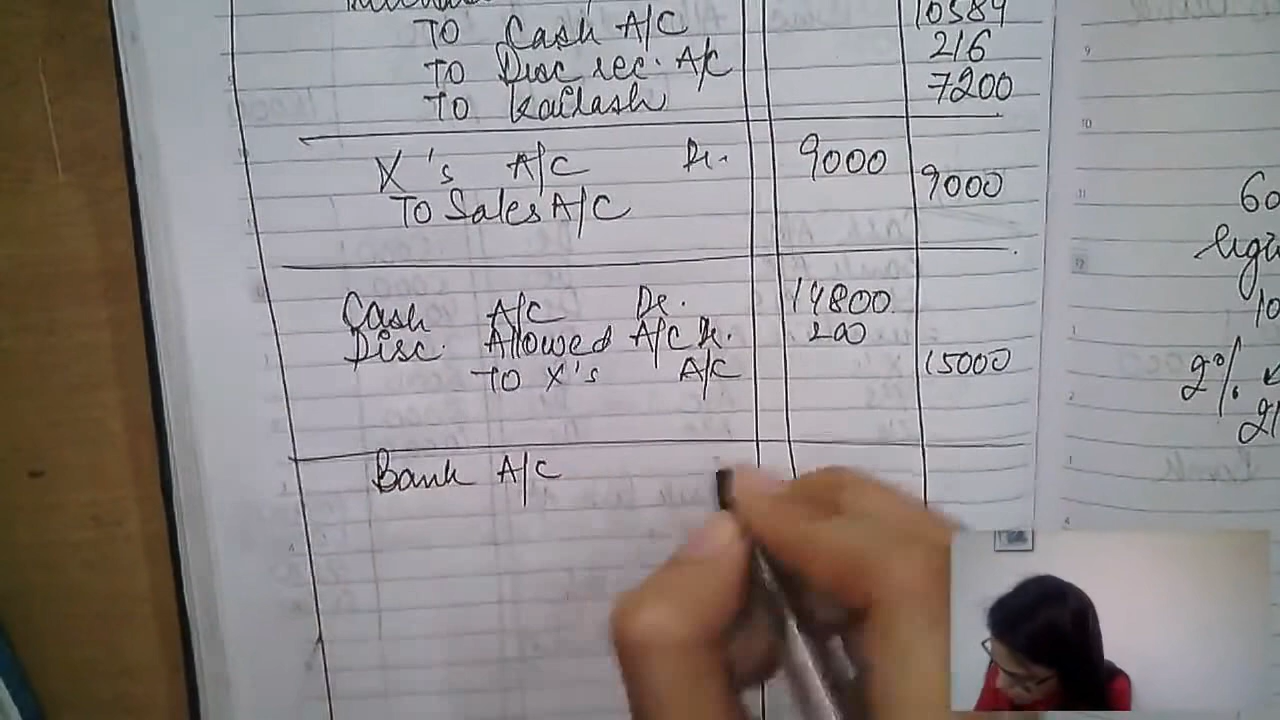 10584
TO Cash A/C
216
TO Disc rec. A/c
7200
TO Kailash
X's A/C Dr. 9000
9000
TO Sales A/C
Cash A/C Dr. 14800
Disc. Allowed A/C Dr. 200
TO X's A/C 15000
Bank A/C
60
10
2%